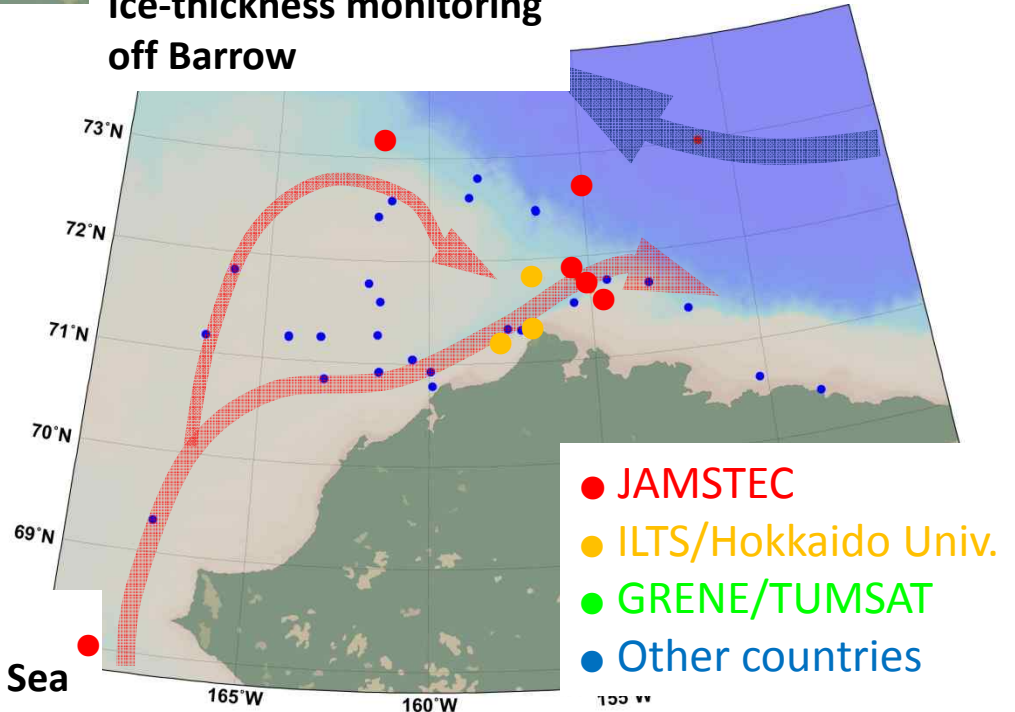 Ice-thickness monitoring
off Barrow
73°N
72°N
71°N
70°N
69°N
JAMSTEC
ILTS/Hokkaido Univ.
GRENE/TUMSAT
Other countries
Sea
165°W
160°W
155 W